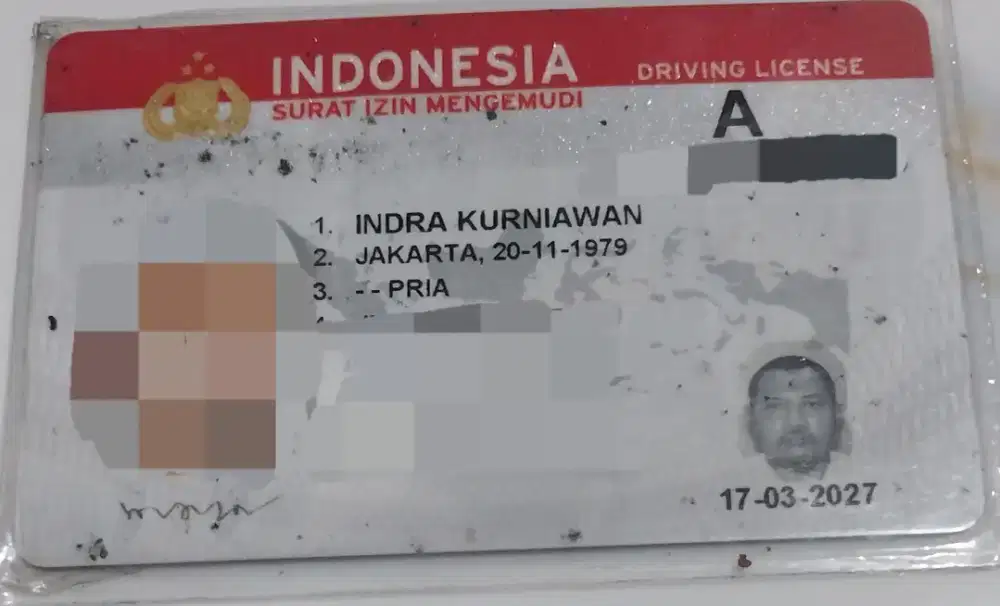 INDONESIA
SURAT IZIN MENGEMUDI
DRIVING LICENSE
A
1. INDRA KURNIAWAN
2. JAKARTA, 20-11-1979
3. - - PRIA
17-03-2027